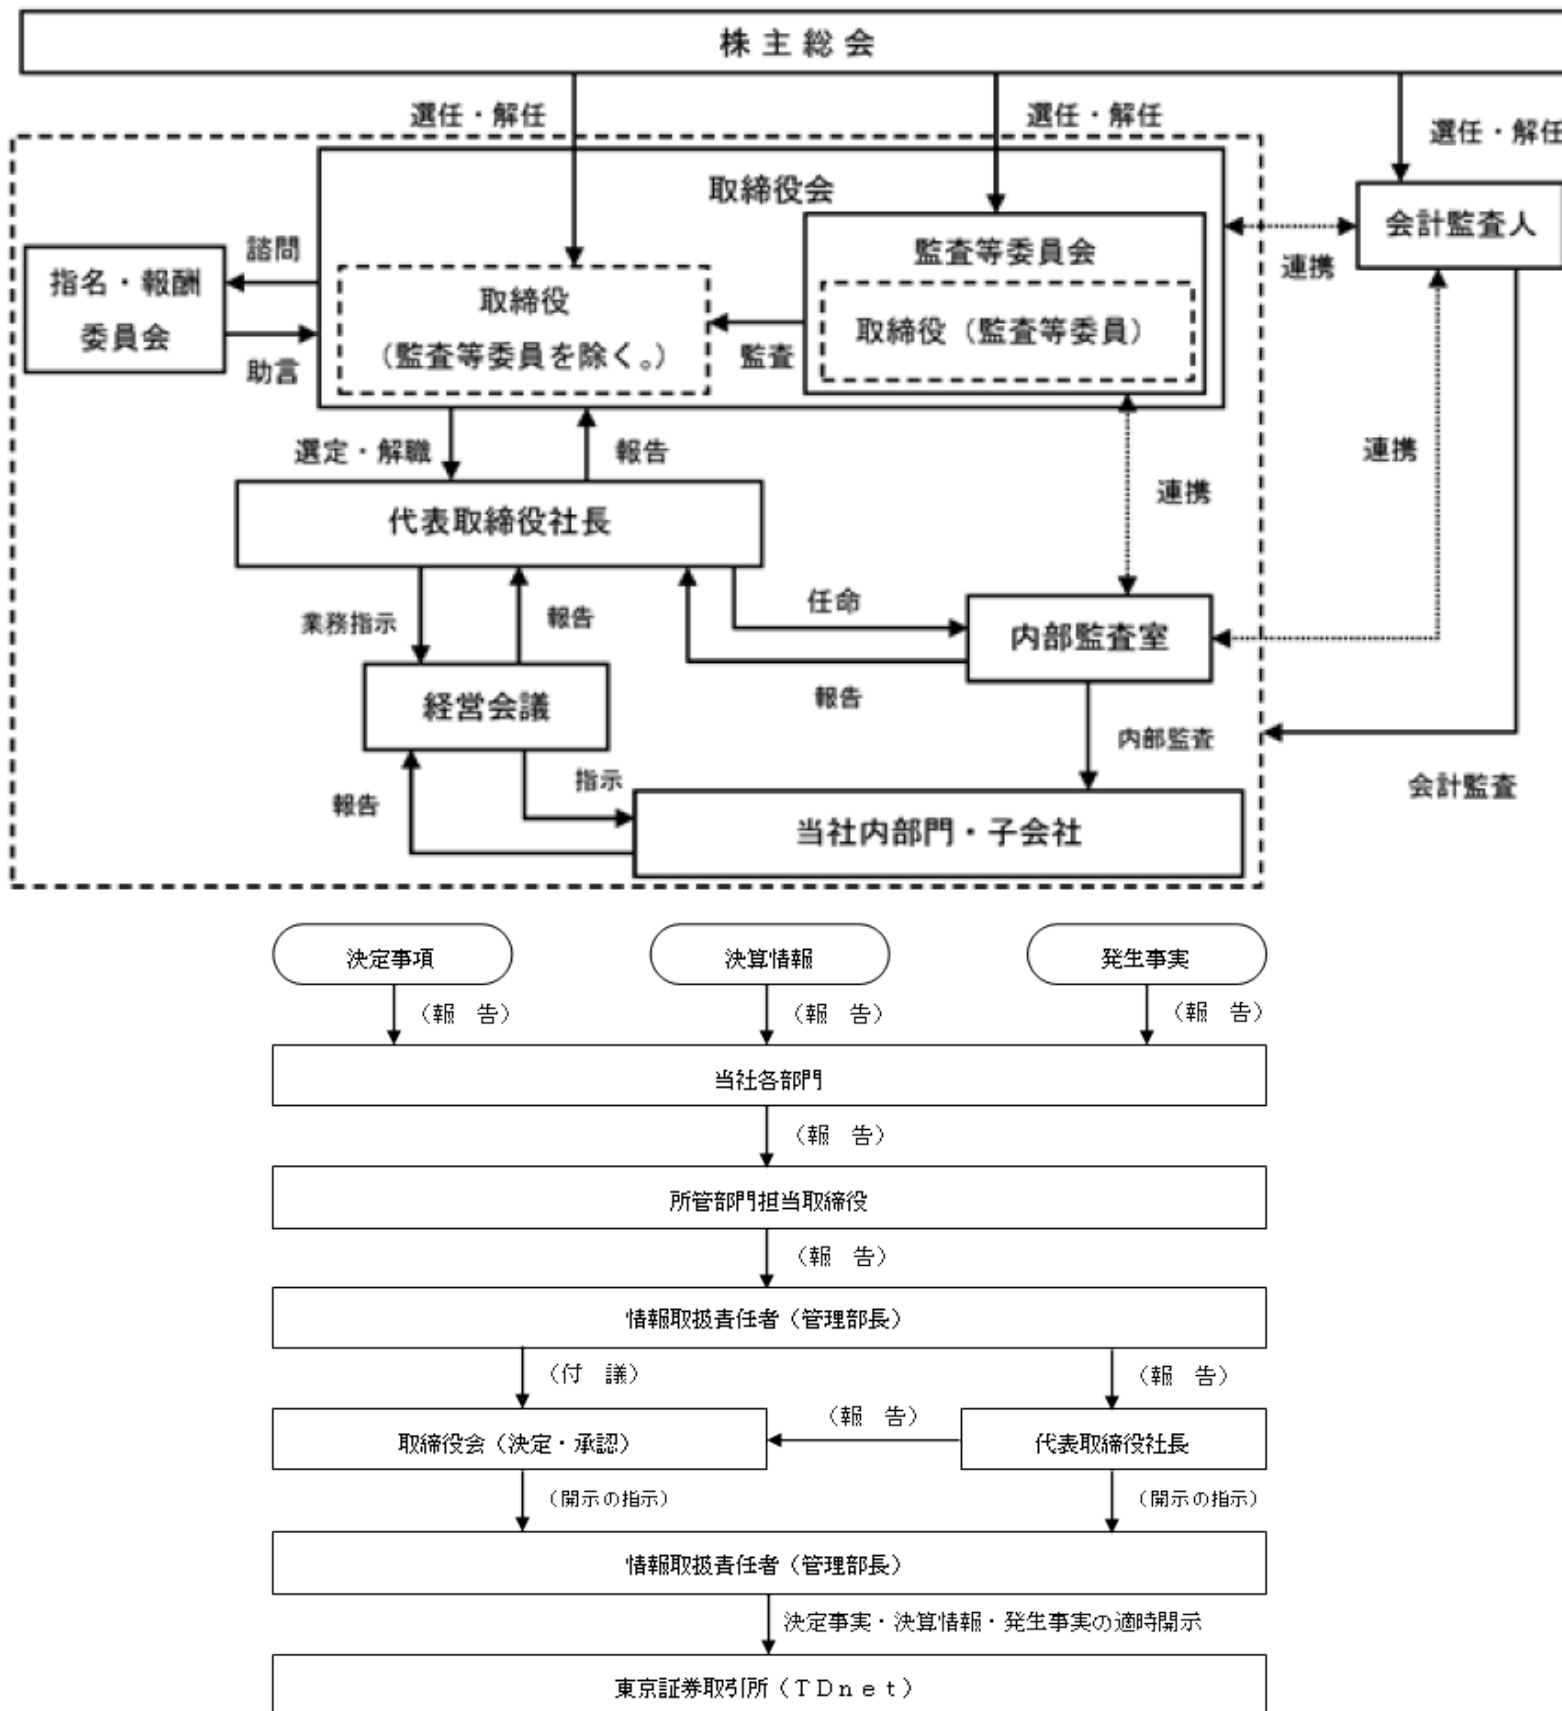 株主総会
選任・解任
選任・解任
選任・解任
取締役会
会計監査人
諮問
監査等委員会
連携
指名・報酬
委員会
取締役
(監査等委員を除く。)
監査
取締役(監査等委員)
助言
選定・解職
報告
連携
連携
代表取締役社長
任命
業務指示
報告
内部監査室
経営会議
報告
内部監査
指示
報告
会計監査
当社内部門・子会社
決定事項
決算情報
発生事実
(報 告)
(報 告)
(報 告)
当社各部門
(報 告)
所管部門担当取締役
(報 告)
情報取扱責任者(管理部長)
(付 議)
(報 告)
(報 告)
取締役会(決定・承認)
代表取締役社長
(開示の指示)
(開示の指示)
情報取扱責任者(管理部長)
決定事実・決算情報・発生事実の適時開示
東京証券取引所(TDnet)